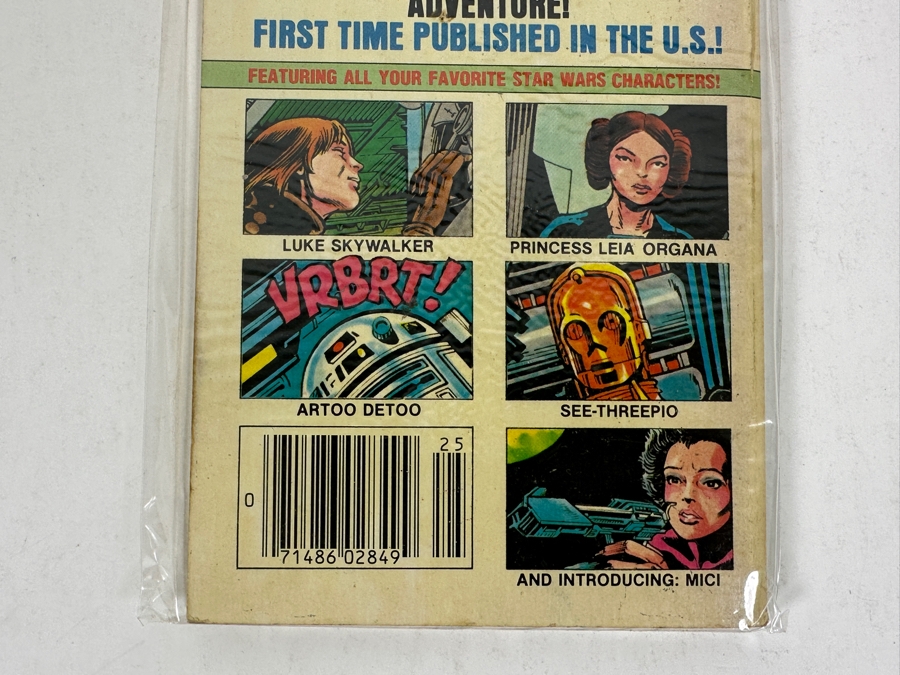 ADVENTURE!
FIRST TIME PUBLISHED IN THE U.S.!
FEATURING ALL YOUR FAVORITE STAR WARS CHARACTERS!
LUKE SKYWALKER
PRINCESS LEIA ORGANA
VRBRT!
ARTOO DETOO
SEE-THREEPIO
25
0
71486 02849
AND INTRODUCING: MICI